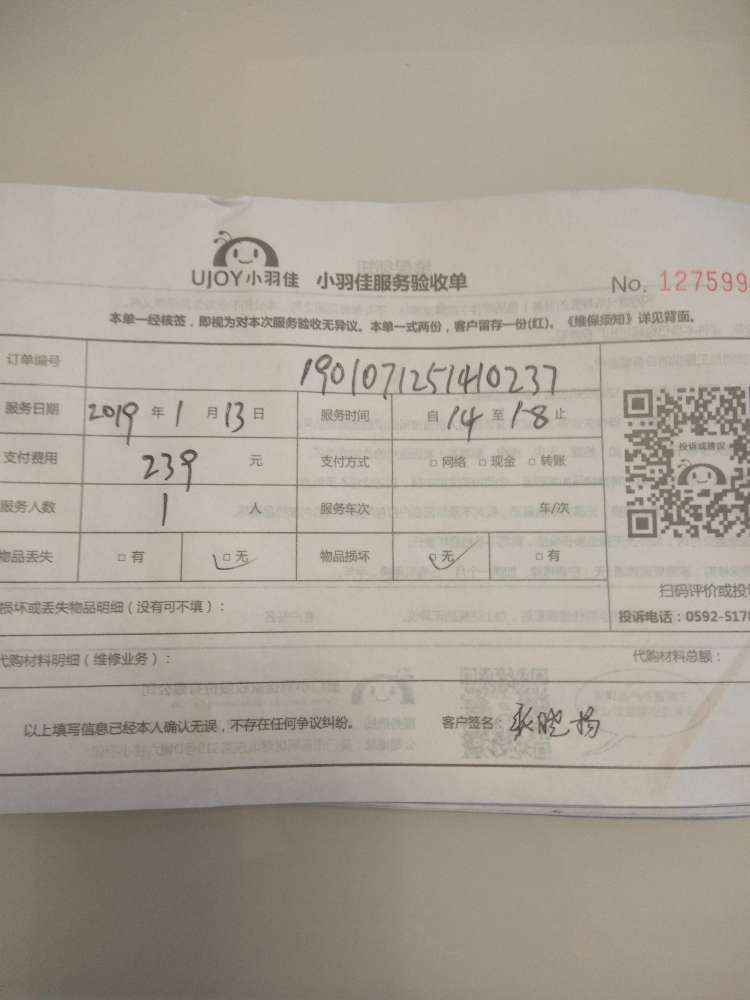 UJOY小羽佳 小羽佳服务验收单 No. 127599
本单一经核签，即视为对本次服务验收无异议。本单一式两份，客户留存一份(红)。《维保须知》详见背面。
订单编号 190107125141 0237
服务日期 2019 年 1 月 13 日 服务时间 自 14 至 18 止
支付费用 239 元 支付方式 □ 网络 □ 现金 □ 转账
服务人数 1 人 服务年次 年/次
物品丢失 □ 有 □ 无 物品损坏 □ 无 □ 有
投诉或建议
扫码评价或投
损坏或丢失物品明细（没有可不填）： 投诉电话：0592-517
代购材料明细（维修业务）： 代购材料总额：
以上填写信息已经本人确认无误，不存在任何争议纠纷。 客户签名：